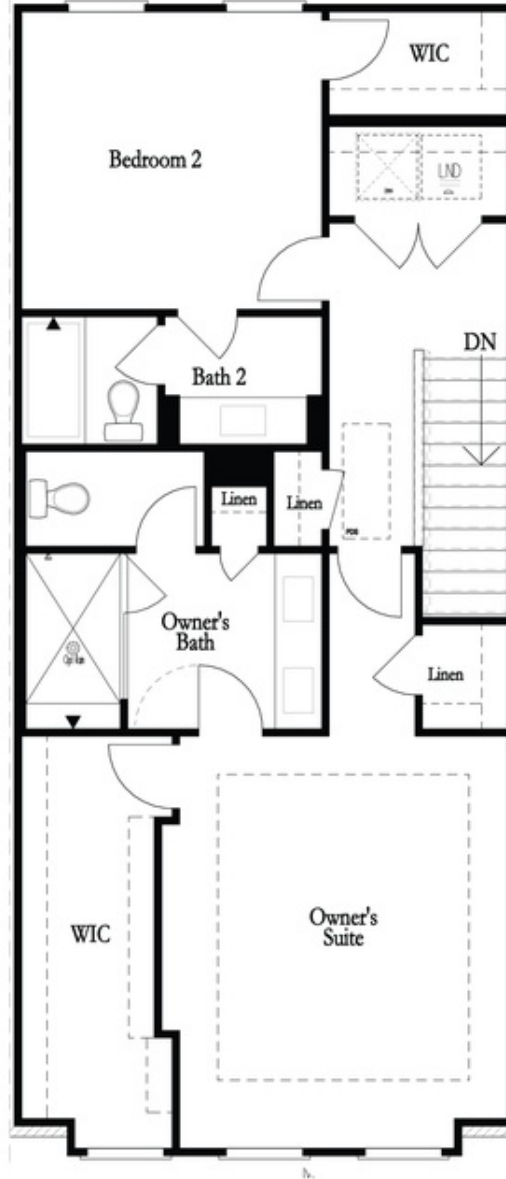 WIC
LND
Bedroom 2
DN
Bath 2
Linen
Linen
Owner's
Bath
Linen
Owner's
Suite
WIC